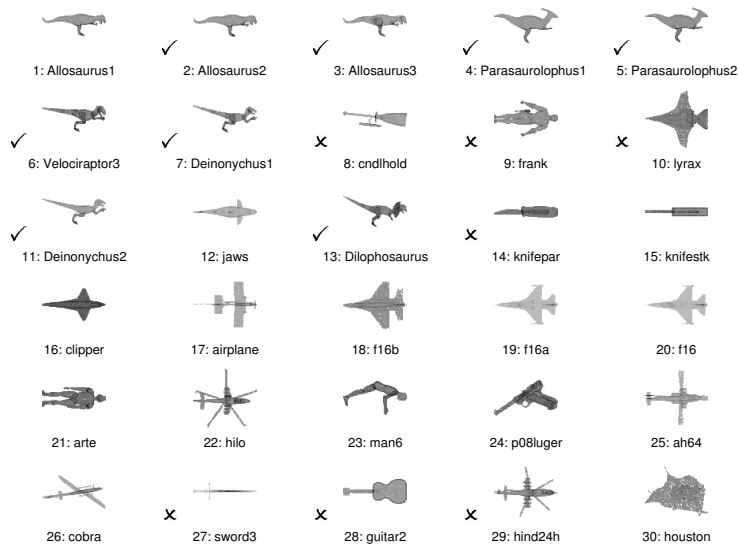 1: Allosaurus1 2: Allosaurus2 3: Allosaurus3 4: Parasaurolophus1 5: Parasaurolophus2
6: Velociraptor3 7: Deinonychus1 8: cndlhold 9: frank 10: lyrax
11: Deinonychus2 12: jaws 13: Dilophosaurus 14: knifepar 15: knifestk
16: clipper 17: airplane 18: f16b 19: f16a 20: f16
21: arte 22: hilo 23: man6 24: p08luger 25: ah64
26: cobra 27: sword3 28: guitar2 29: hind24h 30: houston